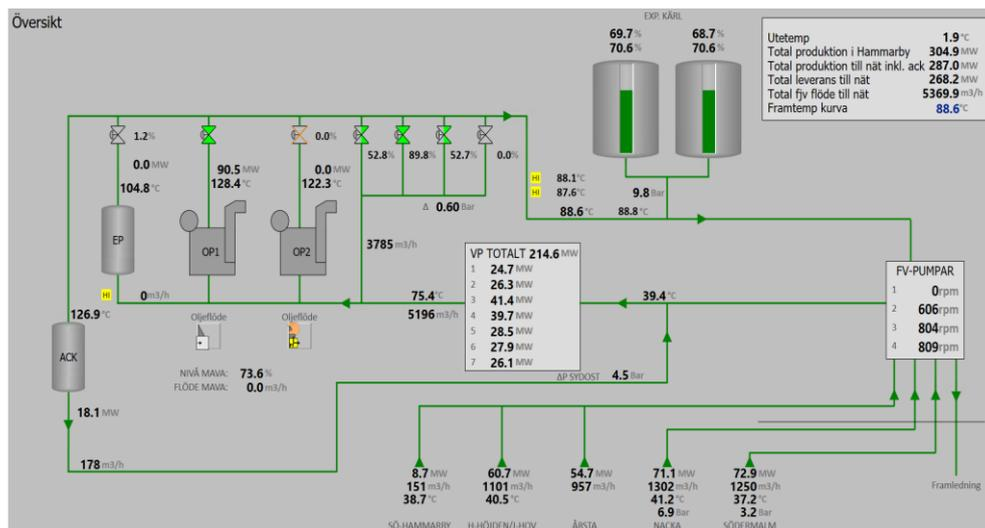 Översikt
EXP. KÄRL
69.7 % 68.7 %
70.6 % 70.6 %
Utetemp 1.9 °C
Total produktion i Hammarby 304.9 MW
Total produktion till nät inkl. ack 287.0 MW
Total leverans till nät 268.2 MW
Total fjv flöde till nät 5369.9 m3/h
Framtemp kurva 88.6 °C
1.2 % 0.0 %
52.8 % 89.8 % 52.7 % 0.0 %
0.0 MW 90.5 MW 0.0 MW
104.8 °C 128.4 °C 122.3 °C
HI 88.1 °C
HI 87.6 °C
9.8 Bar
Δ 0.60 Bar
88.6 °C 88.8 °C
EP OP1 OP2
3785 m3/h
VP TOTALT 214.6 MW
1 24.7 MW
2 26.3 MW
3 41.4 MW
4 39.7 MW
5 28.5 MW
6 27.9 MW
7 26.1 MW
FV-PUMPAR
1 0 rpm
2 606 rpm
3 804 rpm
4 809 rpm
HI 0 m3/h
75.4 °C
39.4 °C
5196 m3/h
126.9 °C
Oljeflöde Oljeflöde
ACK
NIVÅ MAVA: 73.6 %
FLÖDE MAVA: 0.0 m3/h
ΔP SYDOST 4.5 Bar
18.1 MW
178 m3/h
8.7 MW 60.7 MW 54.7 MW 71.1 MW 72.9 MW
151 m3/h 1101 m3/h 957 m3/h 1302 m3/h 1250 m3/h
38.7 °C 40.5 °C 41.2 °C 37.2 °C
6.9 Bar 3.2 Bar
Framledning
SÖ-HAMMARBY H-HÖJDEN/J-HOV ÅRSTA NACKA SÖDERMALM